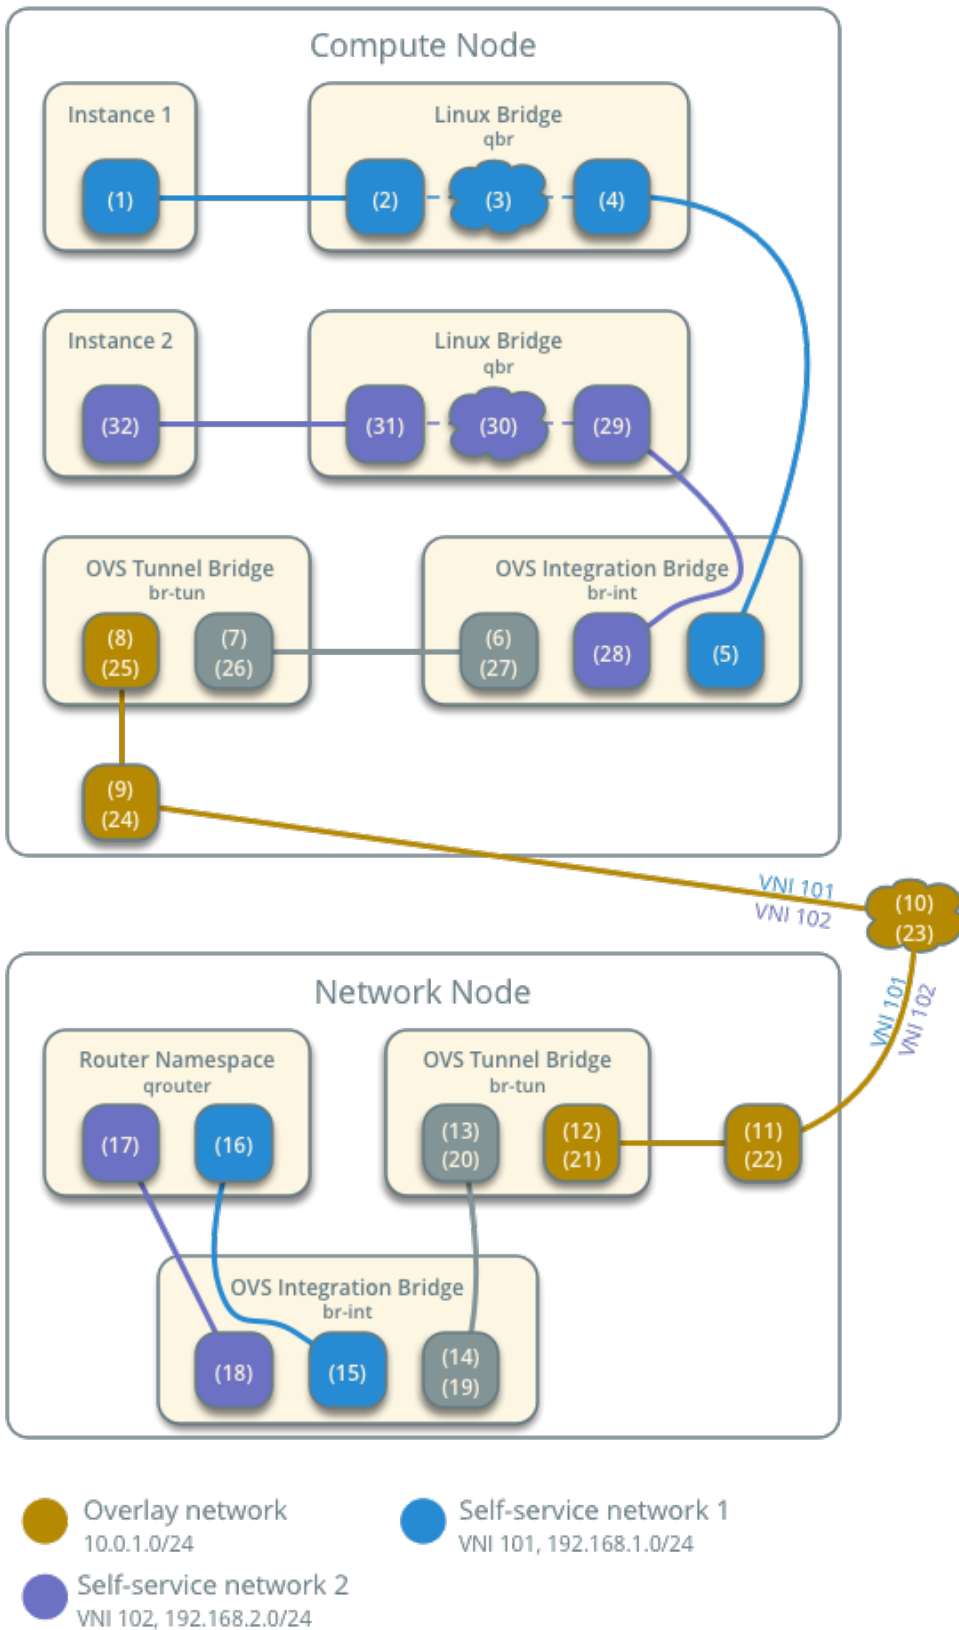 Compute Node
Instance 1
Linux Bridge
qbr
(1)
(2)
(3)
(4)
Instance 2
Linux Bridge
qbr
(32)
(31)
(30)
(29)
OVS Tunnel Bridge
br-tun
(8)
(25)
(7)
(26)
OVS Integration Bridge
br-int
(6)
(27)
(28)
(5)
(9)
(24)
VNI 101
VNI 102
(10)
(23)
VNI 101
VNI 102
Network Node
Router Namespace
qrouter
(17)
(16)
OVS Tunnel Bridge
br-tun
(13)
(20)
(12)
(21)
(11)
(22)
OVS Integration Bridge
br-int
(18)
(15)
(14)
(19)
Overlay network
10.0.1.0/24
Self-service network 1
VNI 101, 192.168.1.0/24
Self-service network 2
VNI 102, 192.168.2.0/24